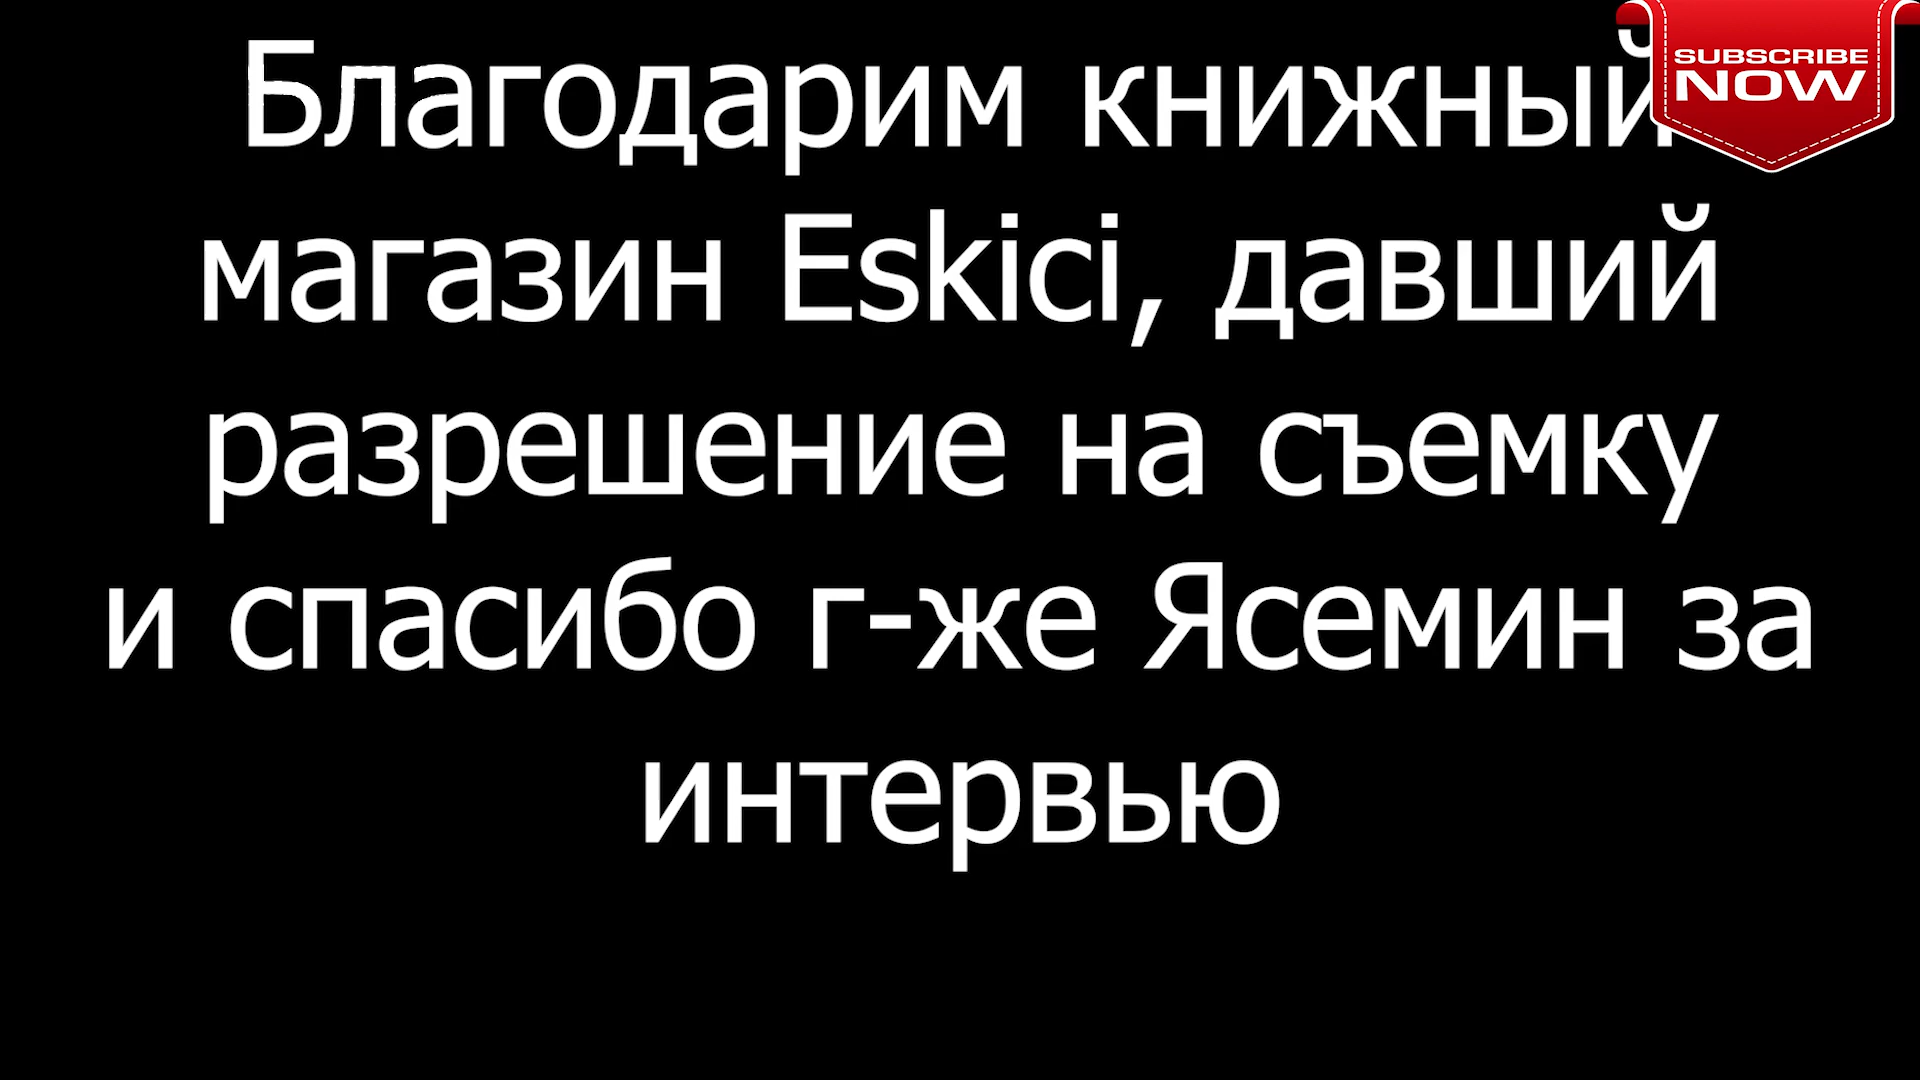 Благодарим книжный
магазин Eskici, давший
разрешение на съемку
и спасибо г-же Ясемин за
интервью
SUBSCRIBE
NOW